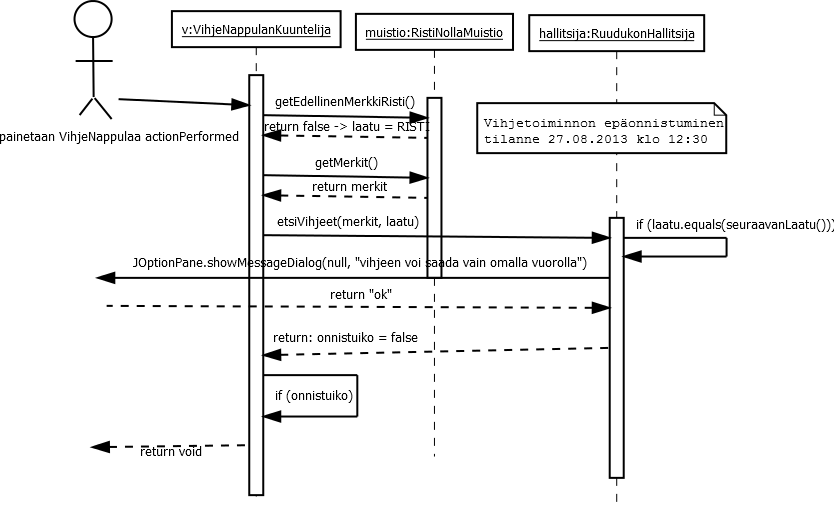 v:VihjeNappulanKuuntelija
muistio:RistiNollaMuistio
hallitsija:RuudukonHallitsija
getEdellinenMerkkiRisti()
Vihjetoiminnon epäonnistuminen
tilanne 27.08.2013 klo 12:30
return false -> laatu = RISTI
painetaan VihjeNappulaa actionPerformed
getMerkit()
return merkit
etsiVihjeet(merkit, laatu)
if (laatu.equals(seuraavanLaatu()))
JOptionPane.showMessageDialog(null, "vihjeen voi saada vain omalla vuorolla")
return "ok"
return: onnistuiko = false
if (onnistuiko)
return void